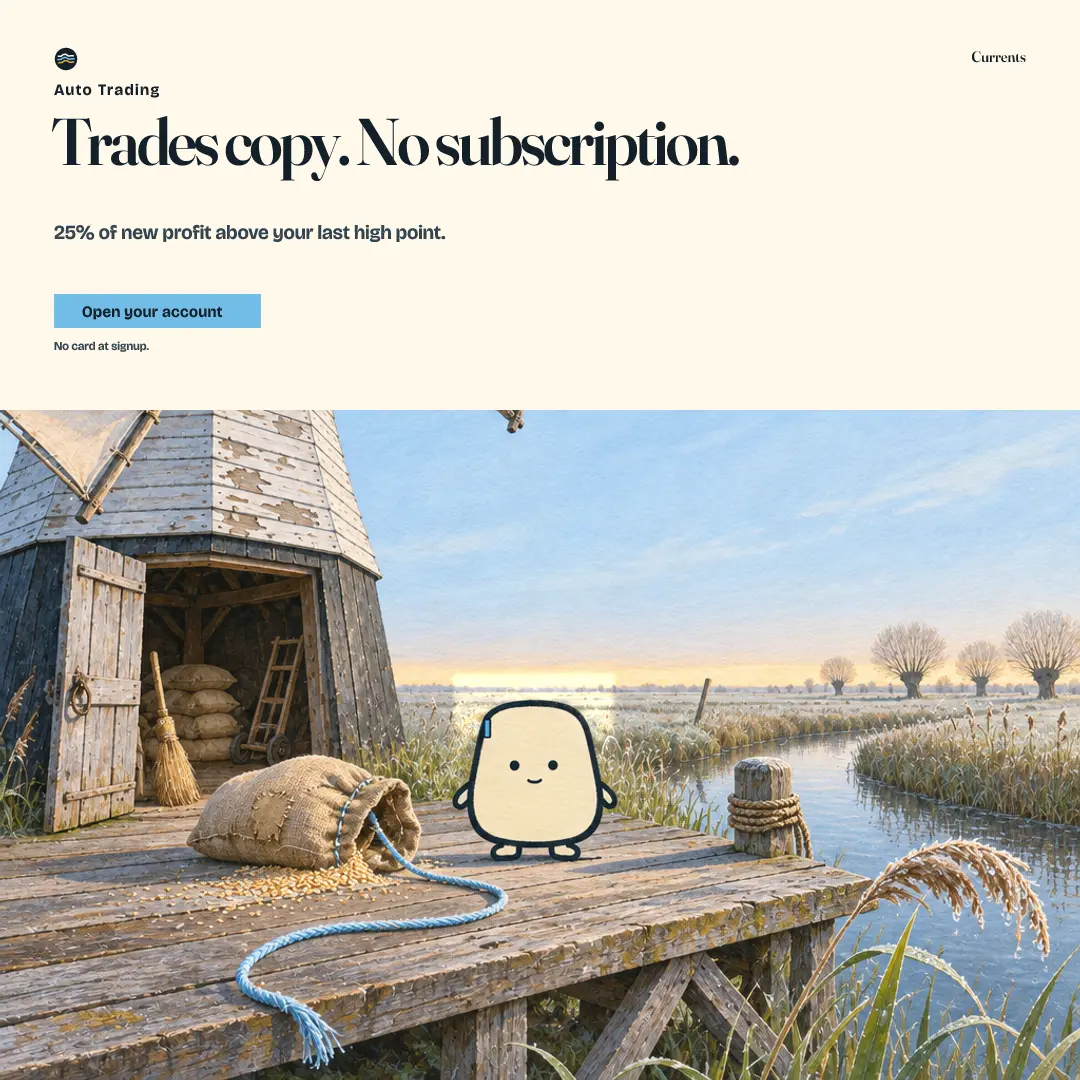 Currents
Auto Trading
Trades copy. No subscription.
25% of new profit above your last high point.
Open your account
No card at signup.